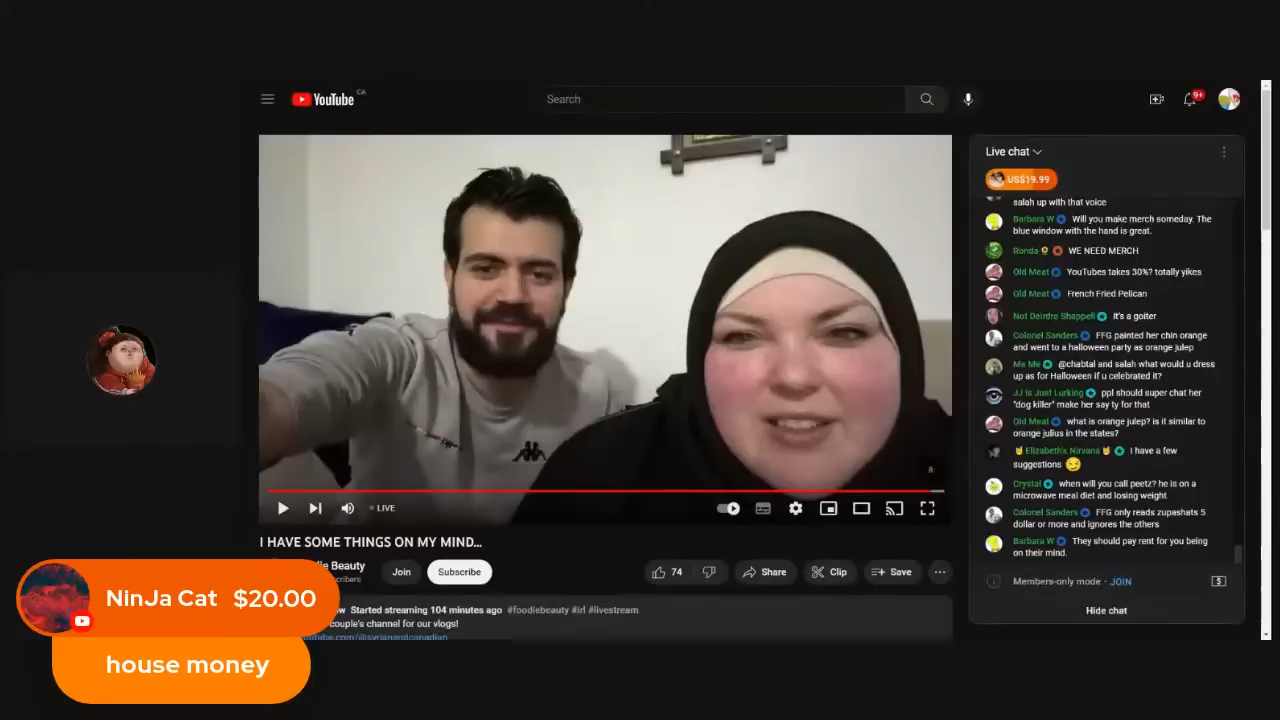 YouTube CA
Search
9+
Live chat
US$19.99
salah up with that voice
Barbara W Will you make merch someday. The
blue window with the hand is great.
Ronda WE NEED MERCH
Old Meat YouTubes takes 30%? totally yikes
Old Meat French Fried Pelican
Not Deirdre Shappell It's a goiter
Colonel Sanders FFG painted her chin orange
and went to a halloween party as orange julep
Me Me @chabtal and salah what would u dress
up as for Halloween if u celebrated it?
J.I Is Just Lurking ppl should super chat her
"dog killer" make her say ty for that
Old Meat what is orange julep? is it similar to
orange julius in the states?
Elizabeth's Nirvana I have a few
suggestions
Crystal when will you call peetz? he is on a
microwave meal diet and losing weight
Colonel Sanders FFG only reads zupashats 5
dollar or more and ignores the others
Barbara W They should pay rent for you being
on their mind.
Members-only mode · JOIN
Hide chat
LIVE
I HAVE SOME THINGS ON MY MIND...
Beauty
Join
Subscribe
74
Share
Clip
Save
Started streaming 104 minutes ago #foodiebeauty #irl #livestream
couple's channel for our vlogs!
NinJa Cat $20.00
house money